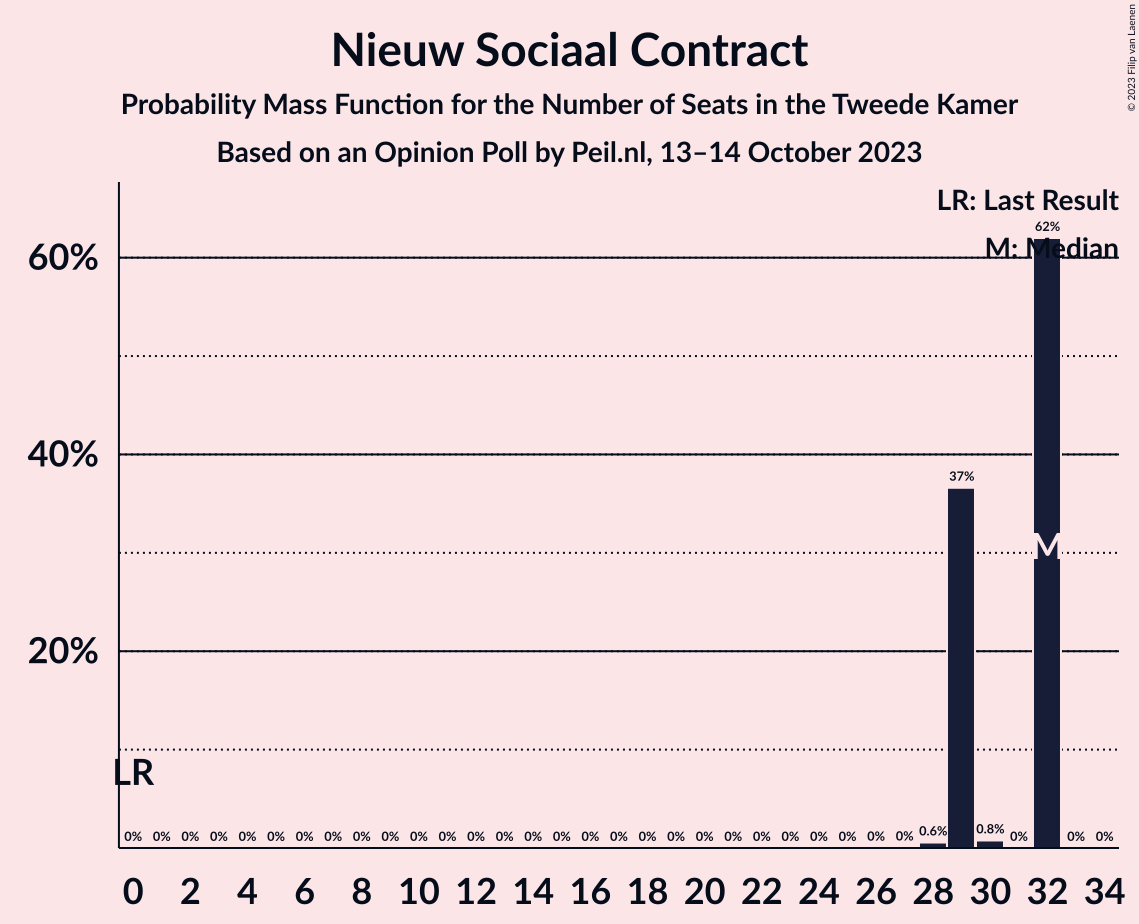 Nieuw Sociaal Contract
Probability Mass Function for the Number of Seats in the Tweede Kamer
Based on an Opinion Poll by Peil.nl, 13–14 October 2023
© 2023 Filip van Laenen
LR: Last Result
M: Median
62%
60%
40%
37%
M
20%
LR
0% 0% 0% 0% 0% 0% 0% 0% 0% 0% 0% 0% 0% 0% 0% 0% 0% 0% 0% 0% 0% 0% 0% 0% 0% 0% 0% 0% 0.6% 0.8% 0% 0% 0%
0 2 4 6 8 10 12 14 16 18 20 22 24 26 28 30 32 34